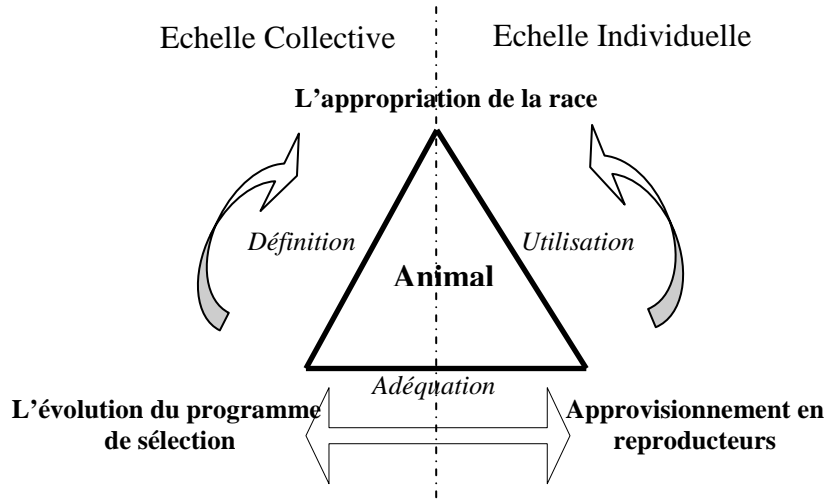 Echelle Collective
Echelle Individuelle
L'appropriation de la race
Définition
Utilisation
Animal
Adéquation
L'évolution du programme
de sélection
Approvisionnement en
reproducteurs